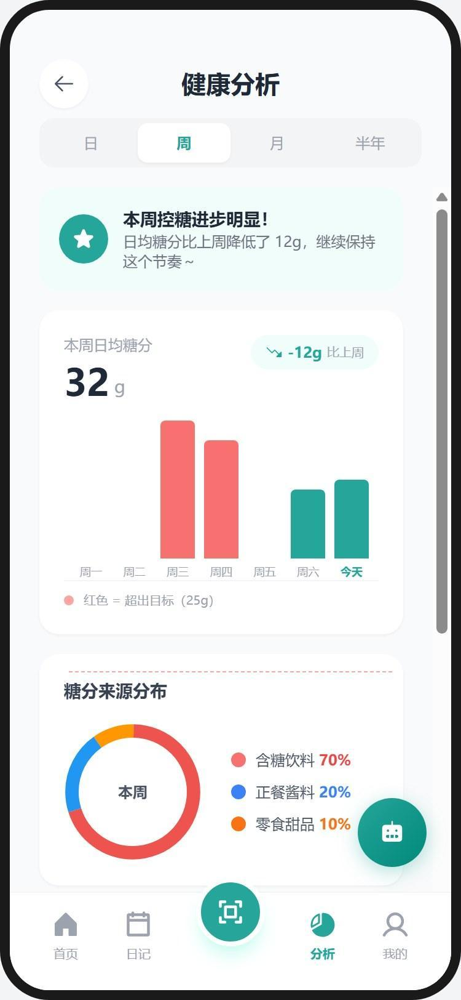 健康分析
日 周 月 半年
本周控糖进步明显！
日均糖分比上周降低了 12g，继续保持
这个节奏～
本周日均糖分
-12g 比上周
32 g
周一 周二 周三 周四 周五 周六 今天
红色 = 超出目标（25g）
糖分来源分布
本周
含糖饮料 70%
正餐酱料 20%
零食甜品 10%
首页 日记 分析 我的